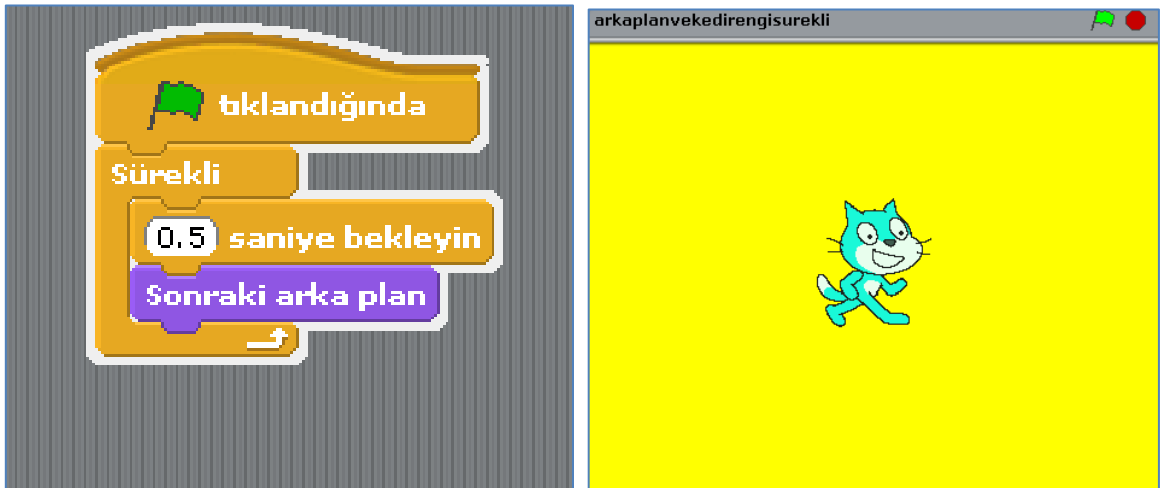 tıklandığında
Sürekli
0.5 saniye bekleyin
Sonraki arka plan
arkaplanvekedirengisurekli